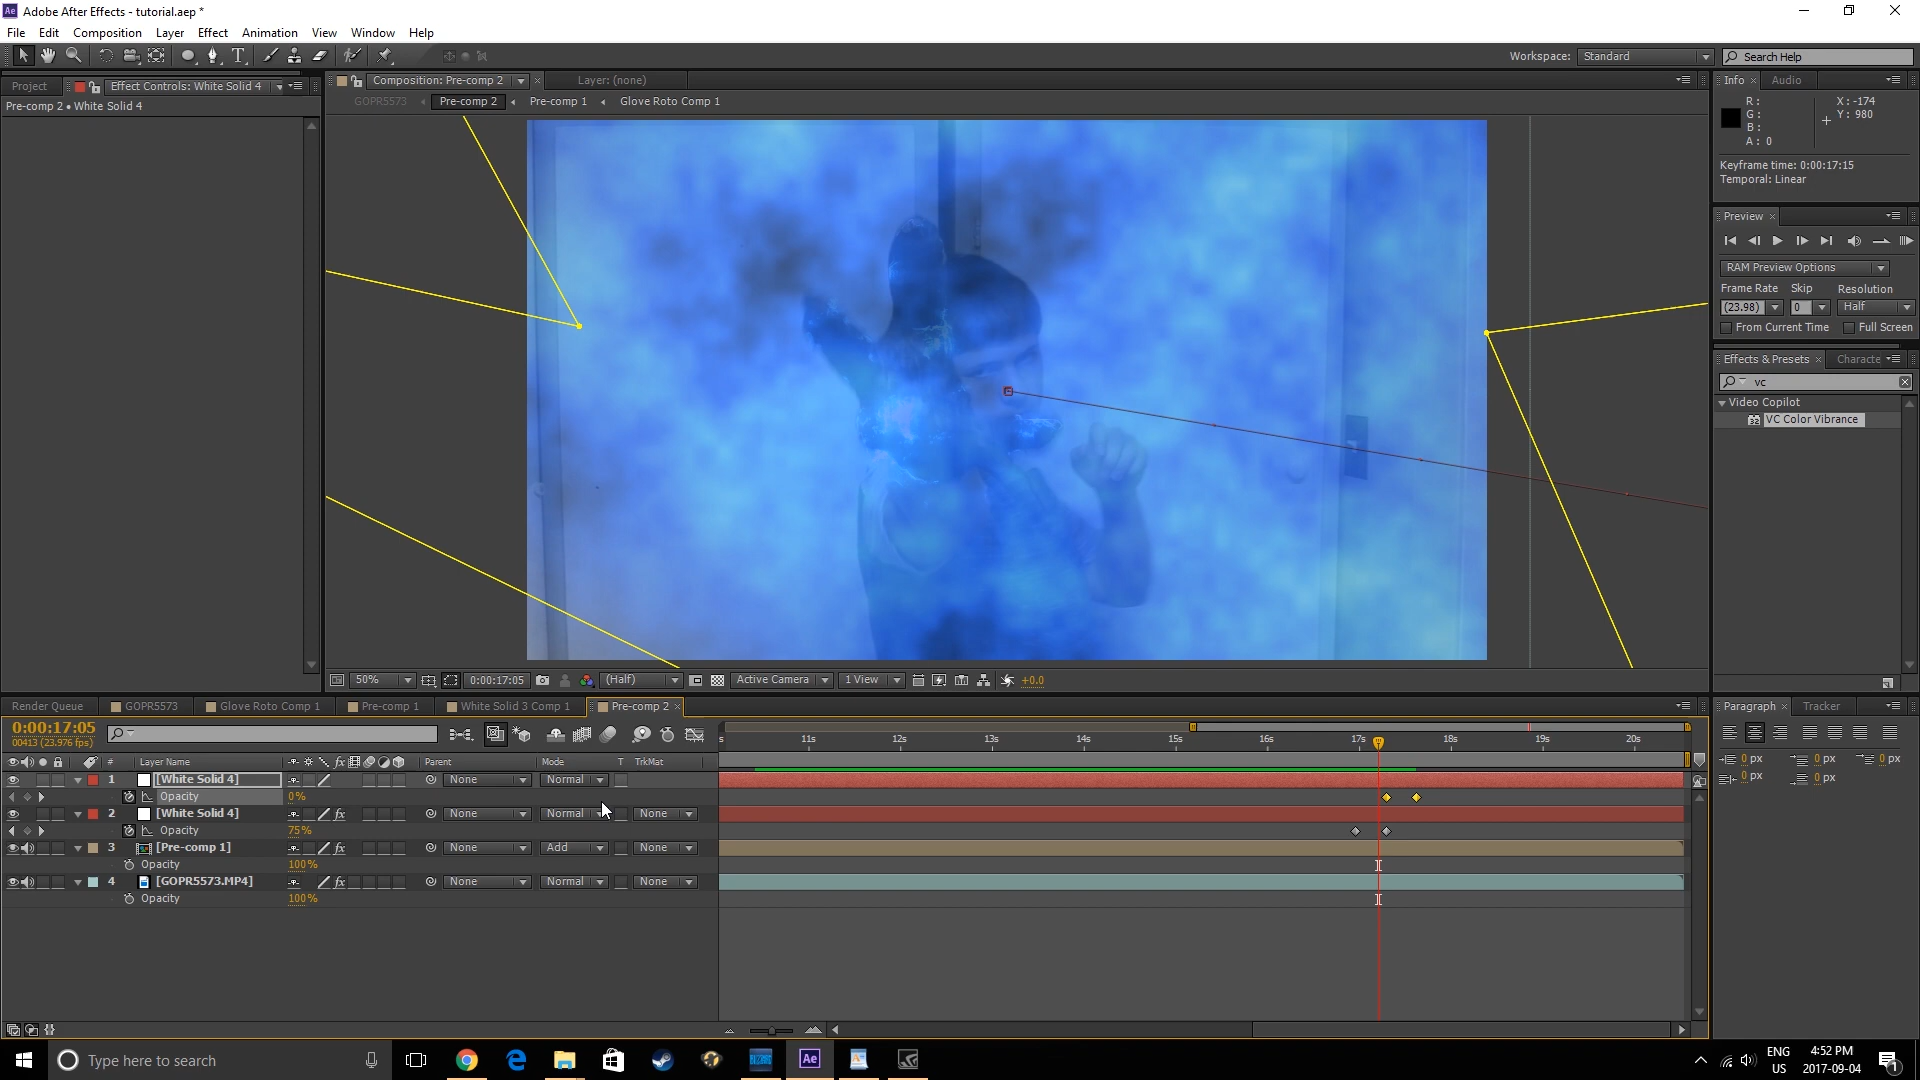 Ae Adobe After Effects - tutorial.aep *
File Edit Composition Layer Effect Animation View Window Help
T Workspace: Standard Search Help
Project Effect Controls: White Solid 4 Composition: Pre-comp 2 Layer: (none) Info Audio
Pre-comp 2 • White Solid 4 GOPR5573 Pre-comp 2 Pre-comp 1 Glove Roto Comp 1
R: X: -174
G: Y: 980
B:
A: 0
Keyframe time: 0:00:17:15
Temporal: Linear
Preview
RAM Preview Options
Frame Rate Skip Resolution
(23.98) 0 Half
From Current Time Full Screen
Effects & Presets Characte
vc
Video Copilot
32 VC Color Vibrance
50% 0:00:17:05 (Half) Active Camera 1 View +0.0
Render Queue GOPR5573 Glove Roto Comp 1 Pre-comp 1 White Solid 3 Comp 1 Pre-comp 2 Paragraph Tracker
0:00:17:05
00413 (23.976 fps)
s 11s 12s 13s 14s 15s 16s 17s 18s 19s 20s
# Layer Name fx Parent Mode T TrkMat
1 [White Solid 4] None Normal
Opacity 0%
2 [White Solid 4] fx None Normal None
Opacity 75%
3 [Pre-comp 1] fx None Add None
Opacity 100%
4 [GOPR5573.MP4] fx None Normal None
Opacity 100%
0 px 0 px 0 px
0 px 0 px
Type here to search Ae ENG 4:52 PM
US 2017-09-04 1